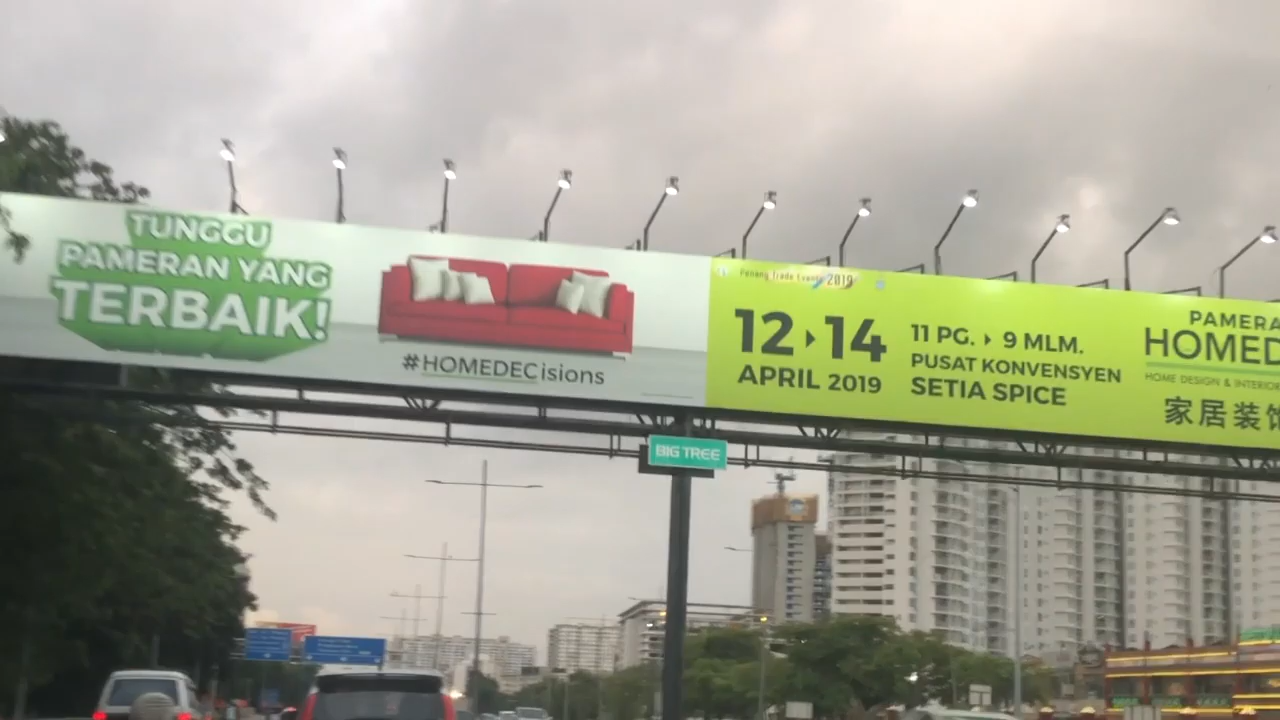 TUNGGU
PAMERAN YANG
TERBAIK!
#HOMEDECisions
Penang Trade Events 2019
12 ▸ 14
APRIL 2019
11 PG. ▸ 9 MLM.
PUSAT KONVENSYEN
SETIA SPICE
PAMERA
HOMED
HOME DESIGN & INTERIOR
家居装饰
BIG TREE